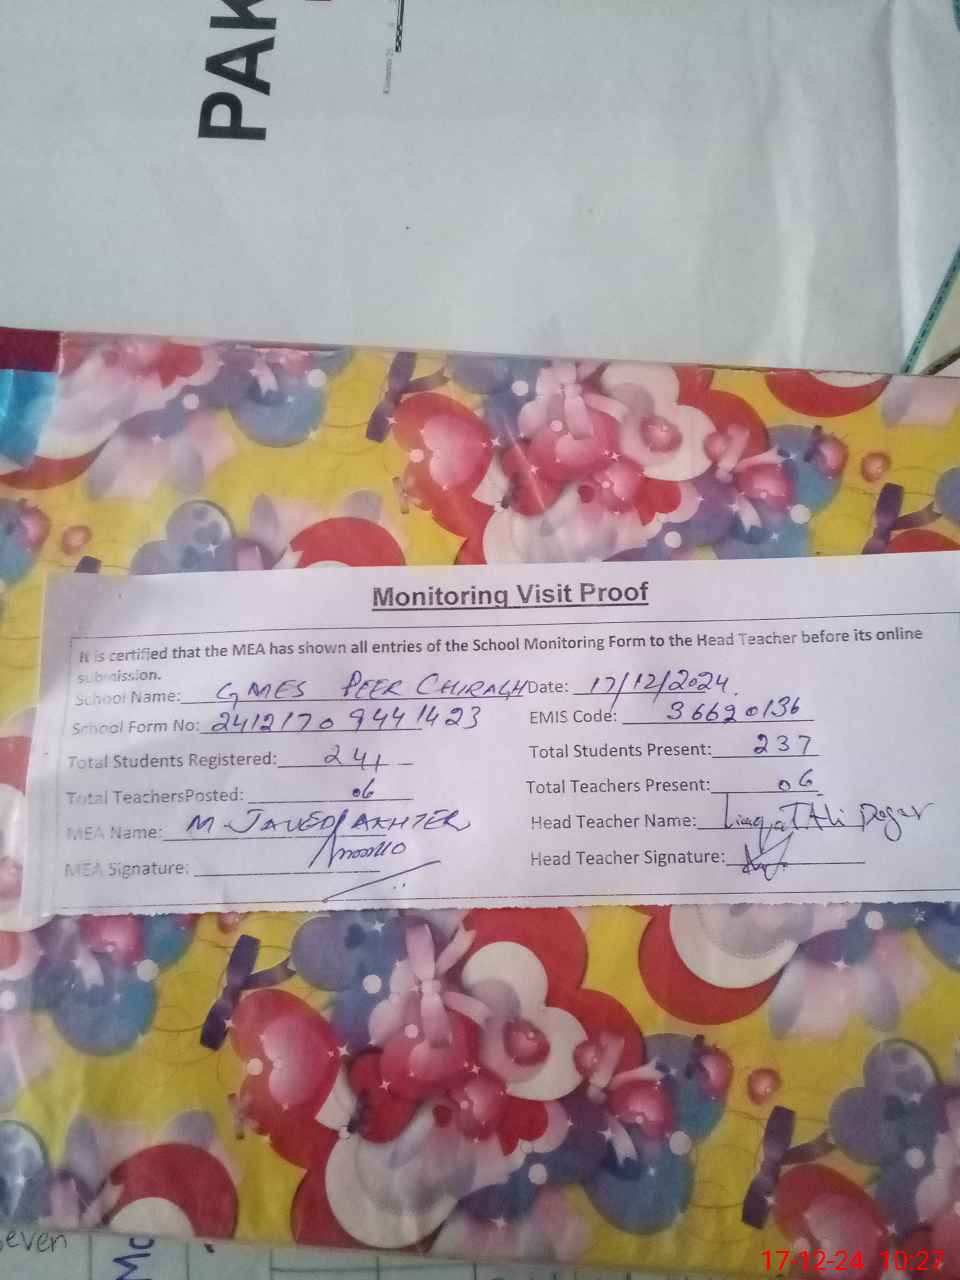 PAK
Monitoring Visit Proof
It is certified that the MEA has shown all entries of the School Monitoring Form to the Head Teacher before its online
submission.
School Name: GMES PEER CHIRAGH Date: 17/12/2024.
School Form No: 241217094441423 EMIS Code: 36620136
Total Students Registered: 241 Total Students Present: 237
Total TeachersPosted: 06 Total Teachers Present: 06
MEA Name: M. JAVED AKHTER Head Teacher Name: Liaqat Ali Dogar
MEA Signature: Head Teacher Signature:
even
Mo
17-12-24 10:27